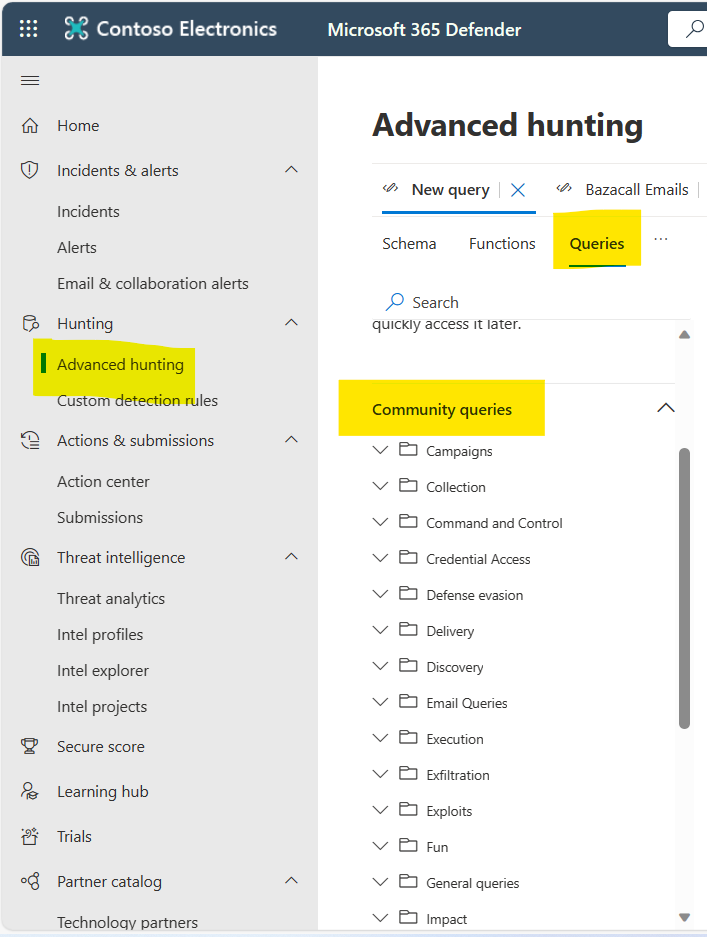 Contoso Electronics
Microsoft 365 Defender
Home
Incidents & alerts
Incidents
Alerts
Email & collaboration alerts
Hunting
Advanced hunting
Custom detection rules
Actions & submissions
Action center
Submissions
Threat intelligence
Threat analytics
Intel profiles
Intel explorer
Intel projects
Secure score
Learning hub
Trials
Partner catalog
Technology partners
Advanced hunting
New query
Bazacall Emails
Schema
Functions
Queries
...
Search
quickly access it later.
Community queries
Campaigns
Collection
Command and Control
Credential Access
Defense evasion
Delivery
Discovery
Email Queries
Execution
Exfiltration
Exploits
Fun
General queries
Impact